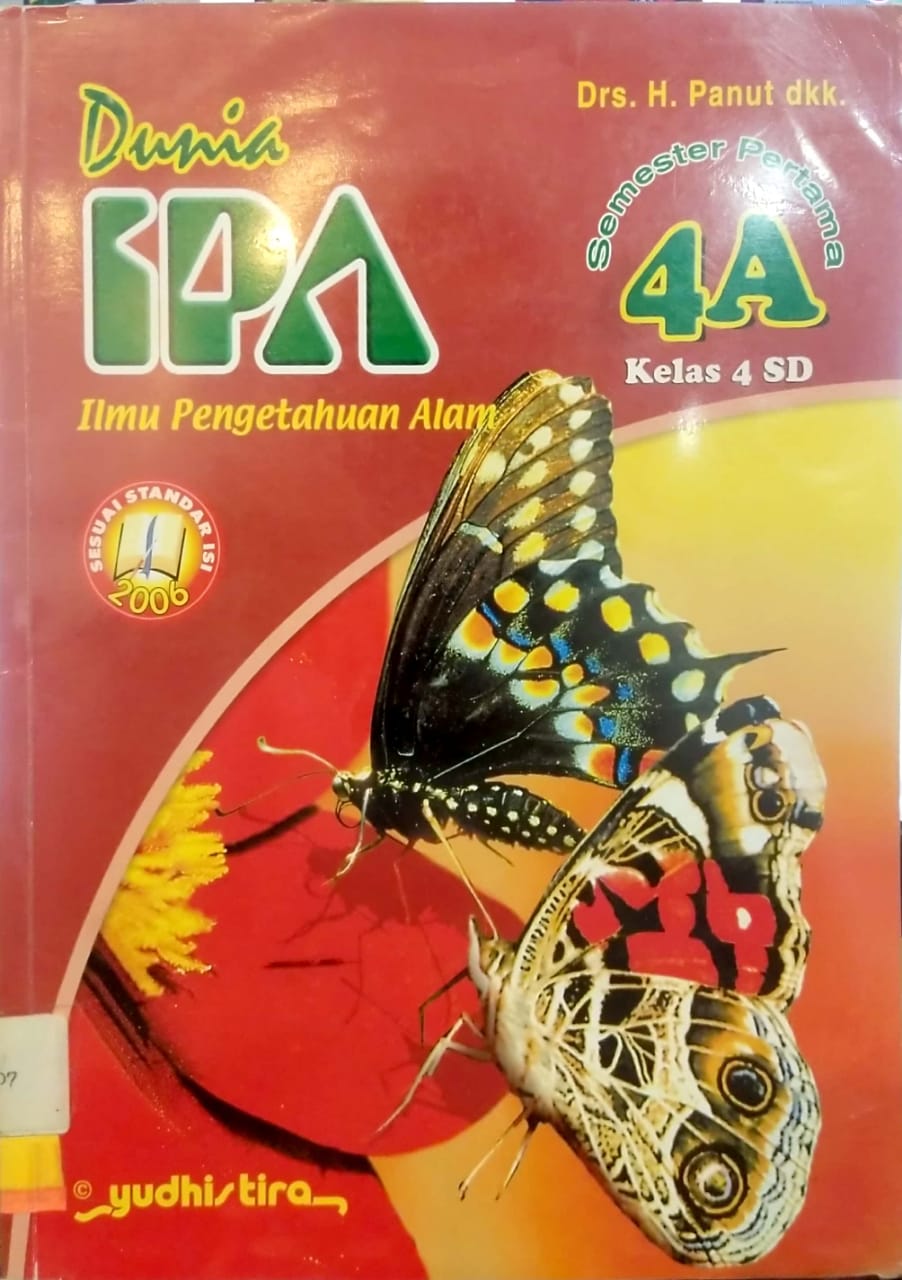 Drs. H. Panut dkk.
Dunia
IPA
Ilmu Pengetahuan Alam
Semester Pertama
4A
Kelas 4 SD
SESUAI STANDAR ISI
2006
© yudhistira